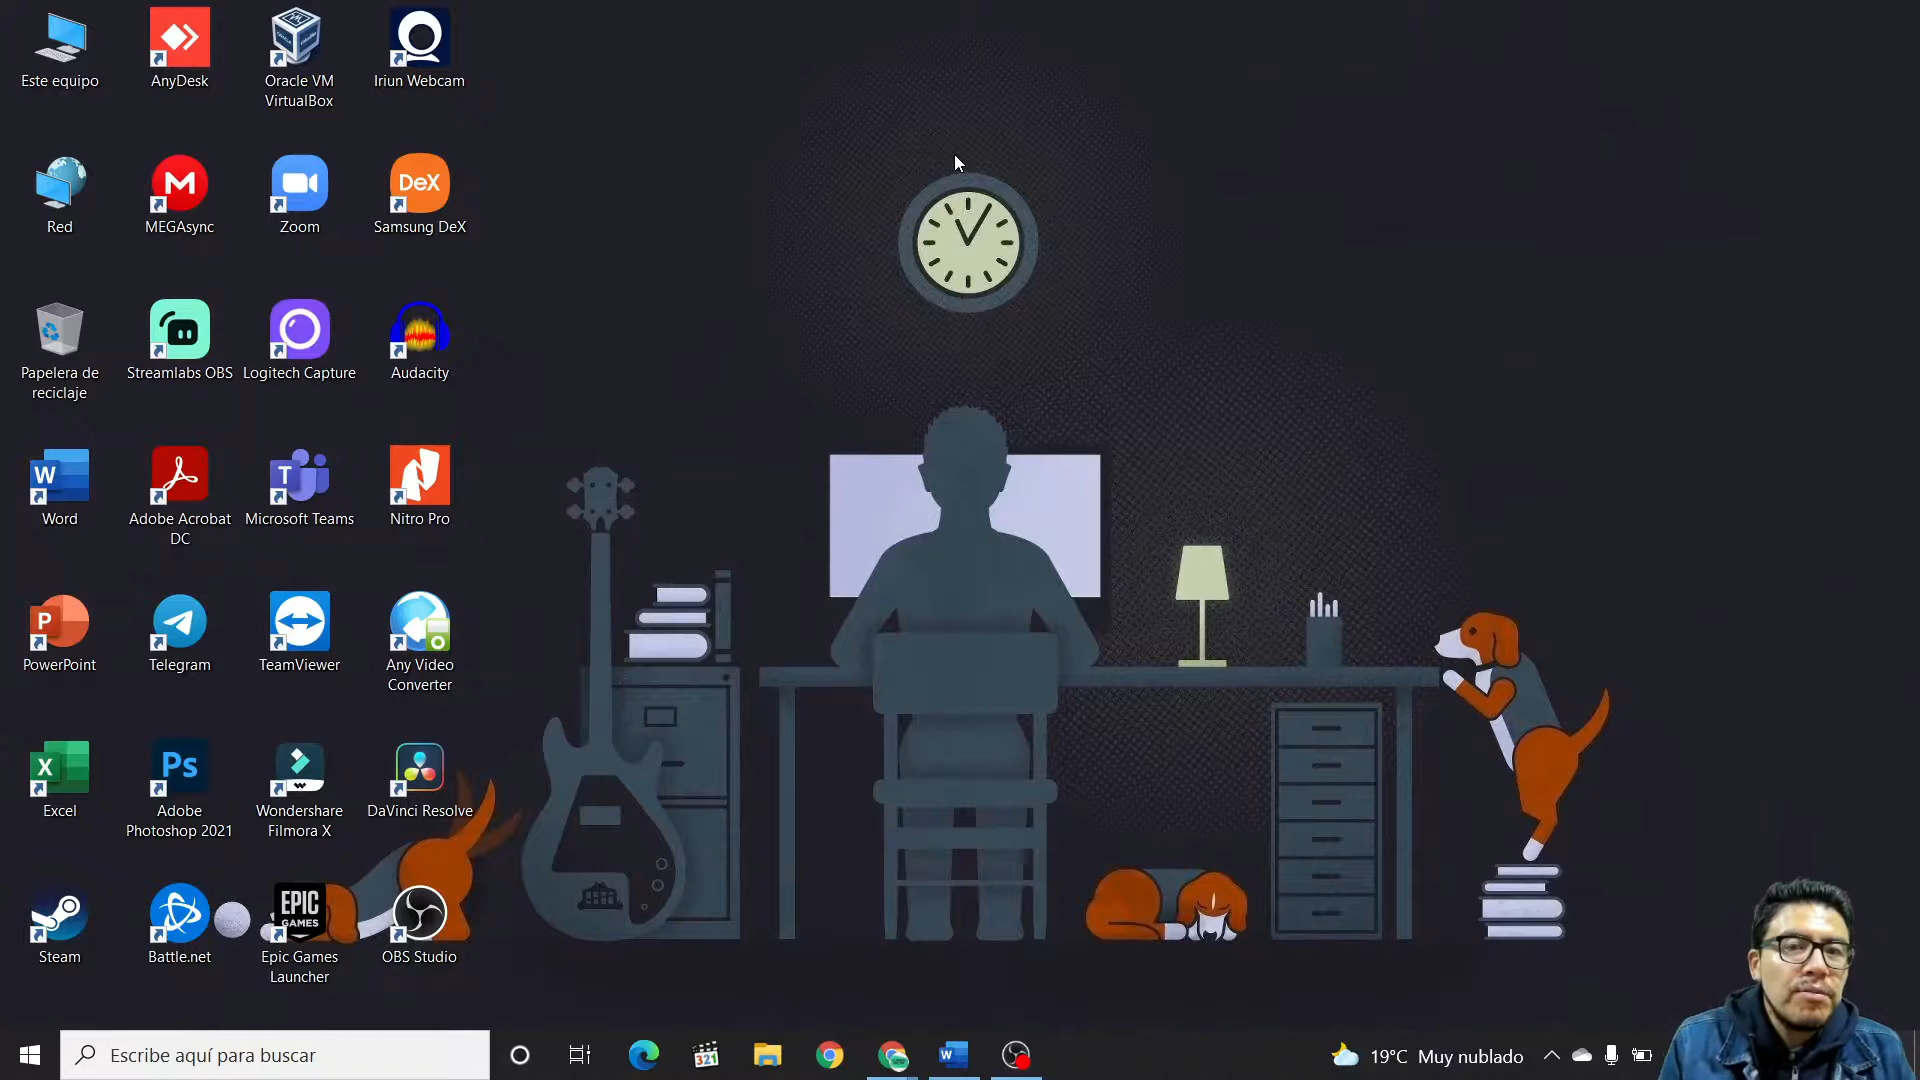 Este equipo
AnyDesk
Oracle VM
VirtualBox
Iriun Webcam
Red
MEGAsync
Zoom
DeX
Samsung DeX
Papelera de
reciclaje
Streamlabs OBS
Logitech Capture
Audacity
Word
Adobe Acrobat
DC
Microsoft Teams
Nitro Pro
PowerPoint
Telegram
TeamViewer
Any Video
Converter
Excel
Ps
Adobe
Photoshop 2021
Wondershare
Filmora X
DaVinci Resolve
Steam
Battle.net
EPIC
GAMES
Epic Games
Launcher
OBS Studio
Escribe aquí para buscar
321
19°C Muy nublado